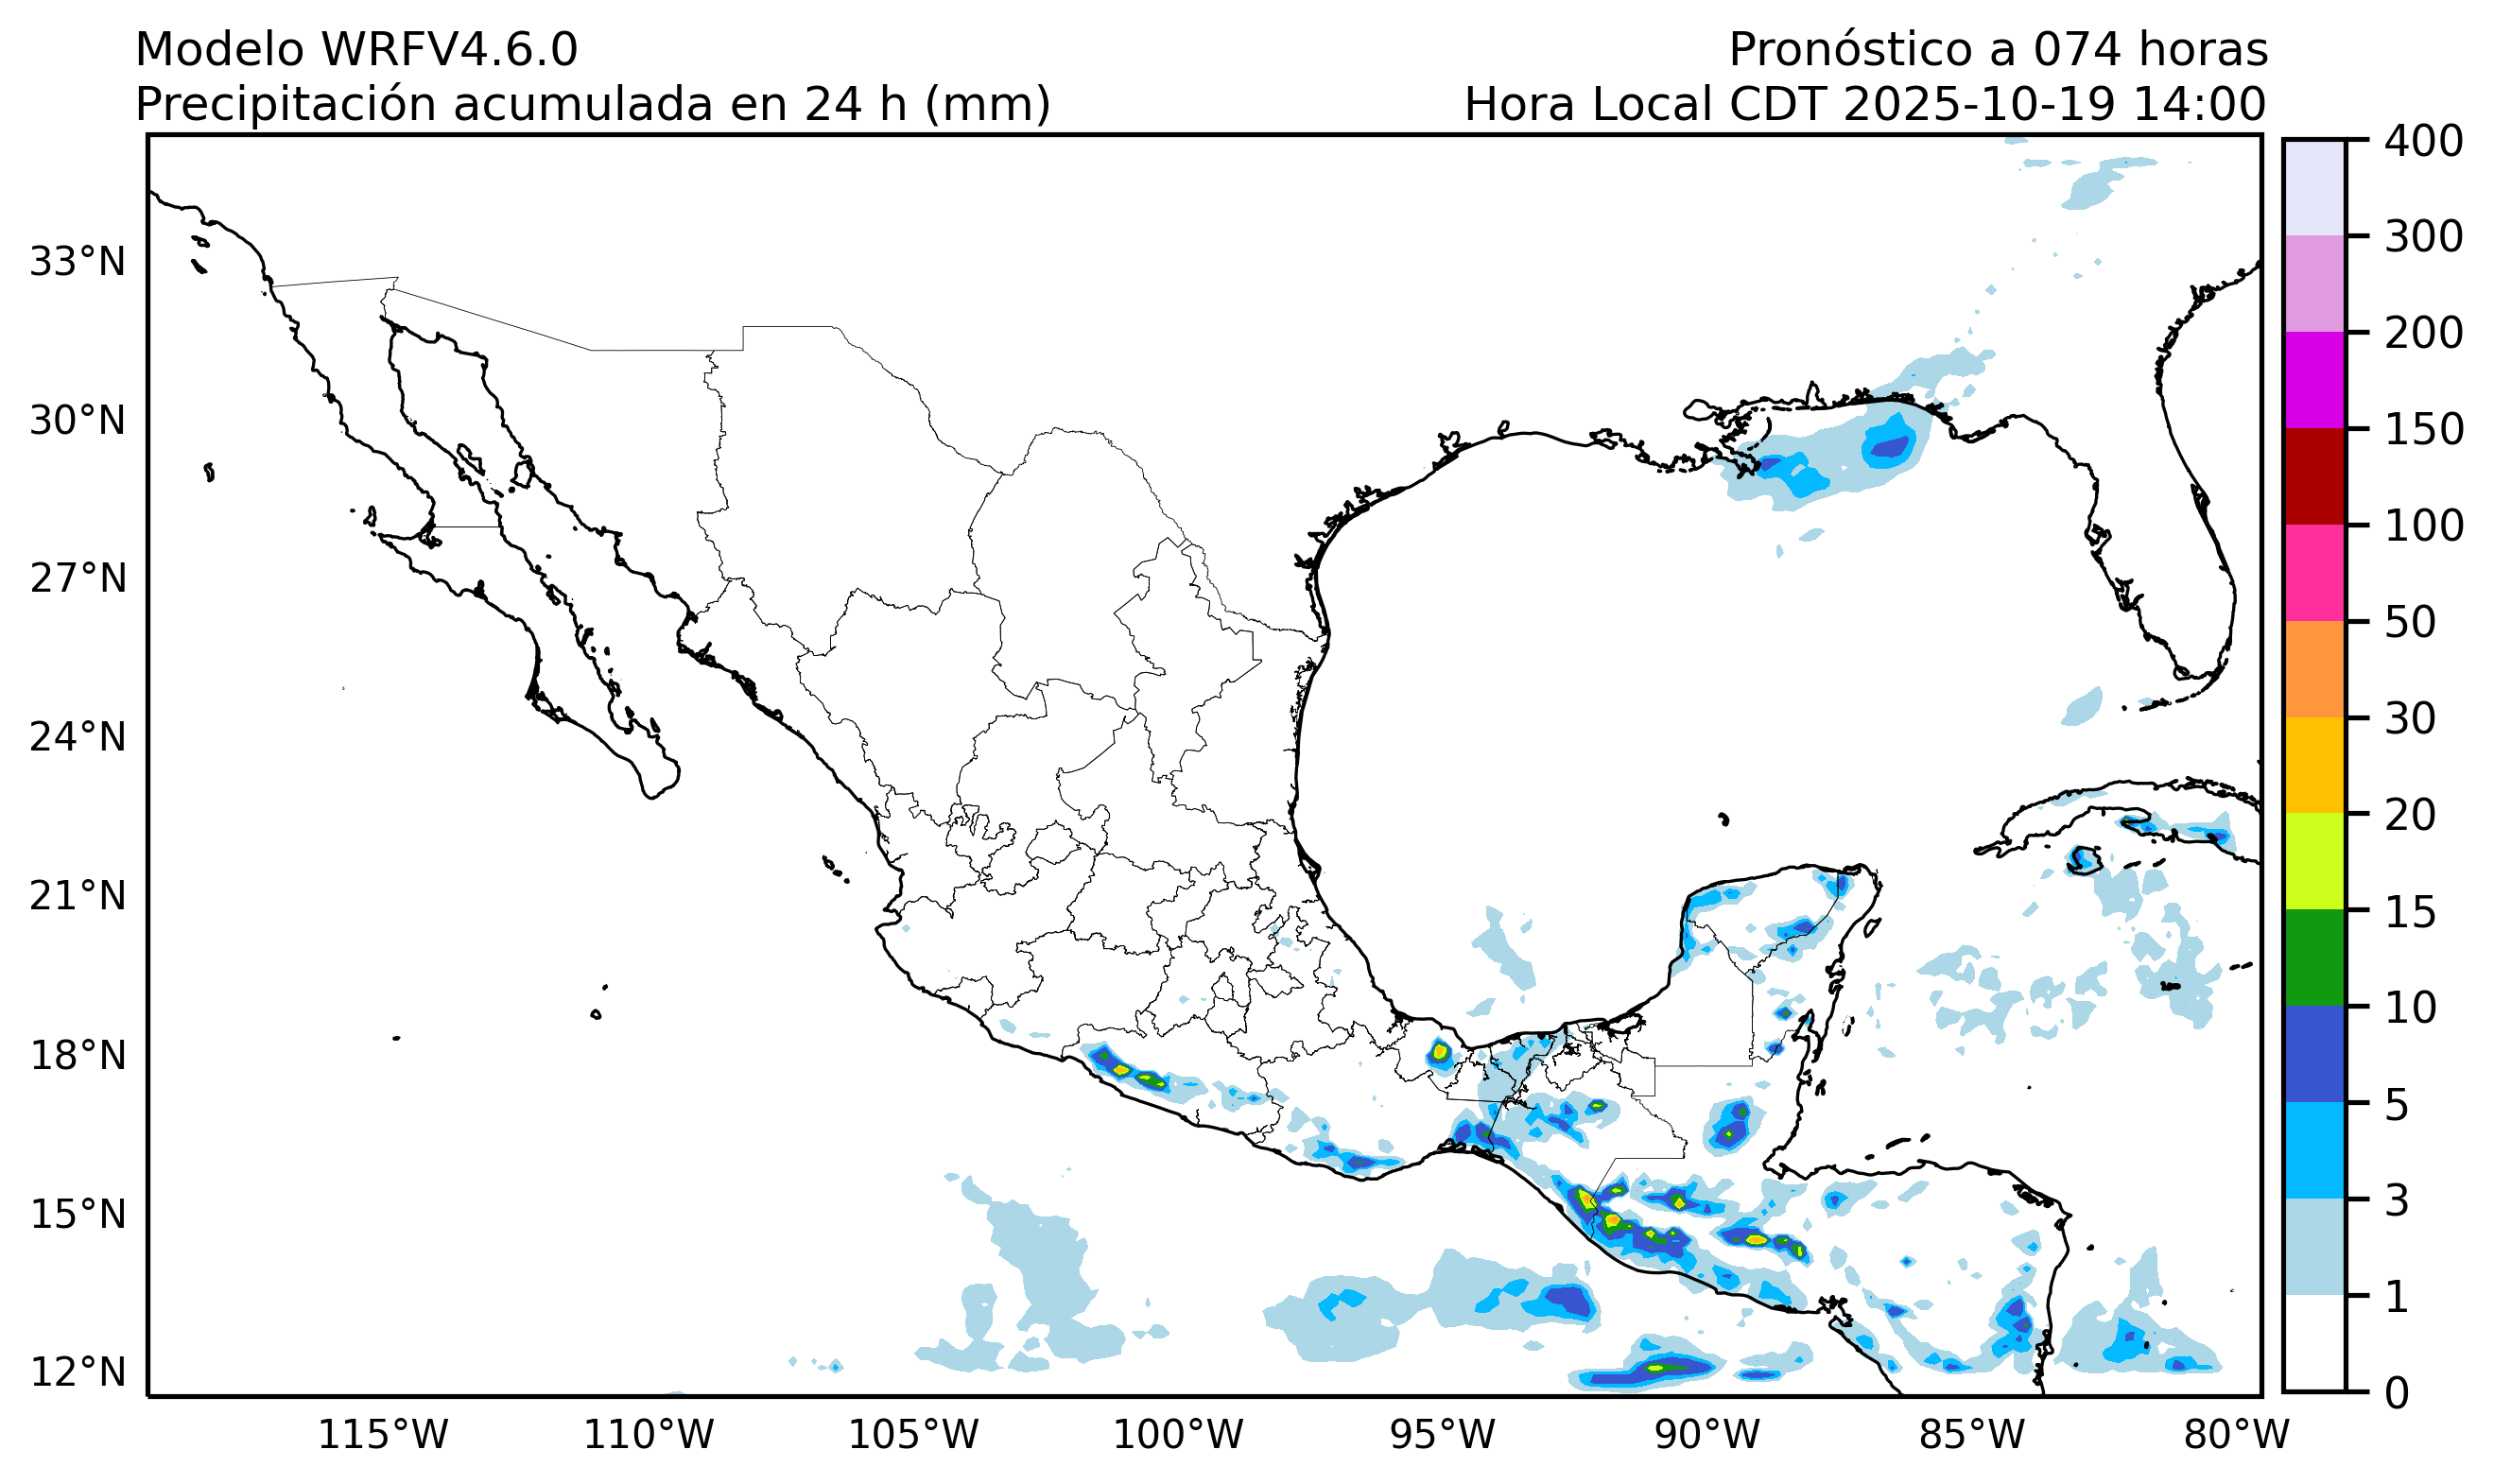 Modelo WRFV4.6.0
Pronóstico a 074 horas
Precipitación acumulada en 24 h (mm)
Hora Local CDT 2025-10-19 14:00
33°N
30°N
27°N
24°N
21°N
18°N
15°N
12°N
115°W
110°W
105°W
100°W
95°W
90°W
85°W
80°W
400
300
200
150
100
50
30
20
15
10
5
3
1
0